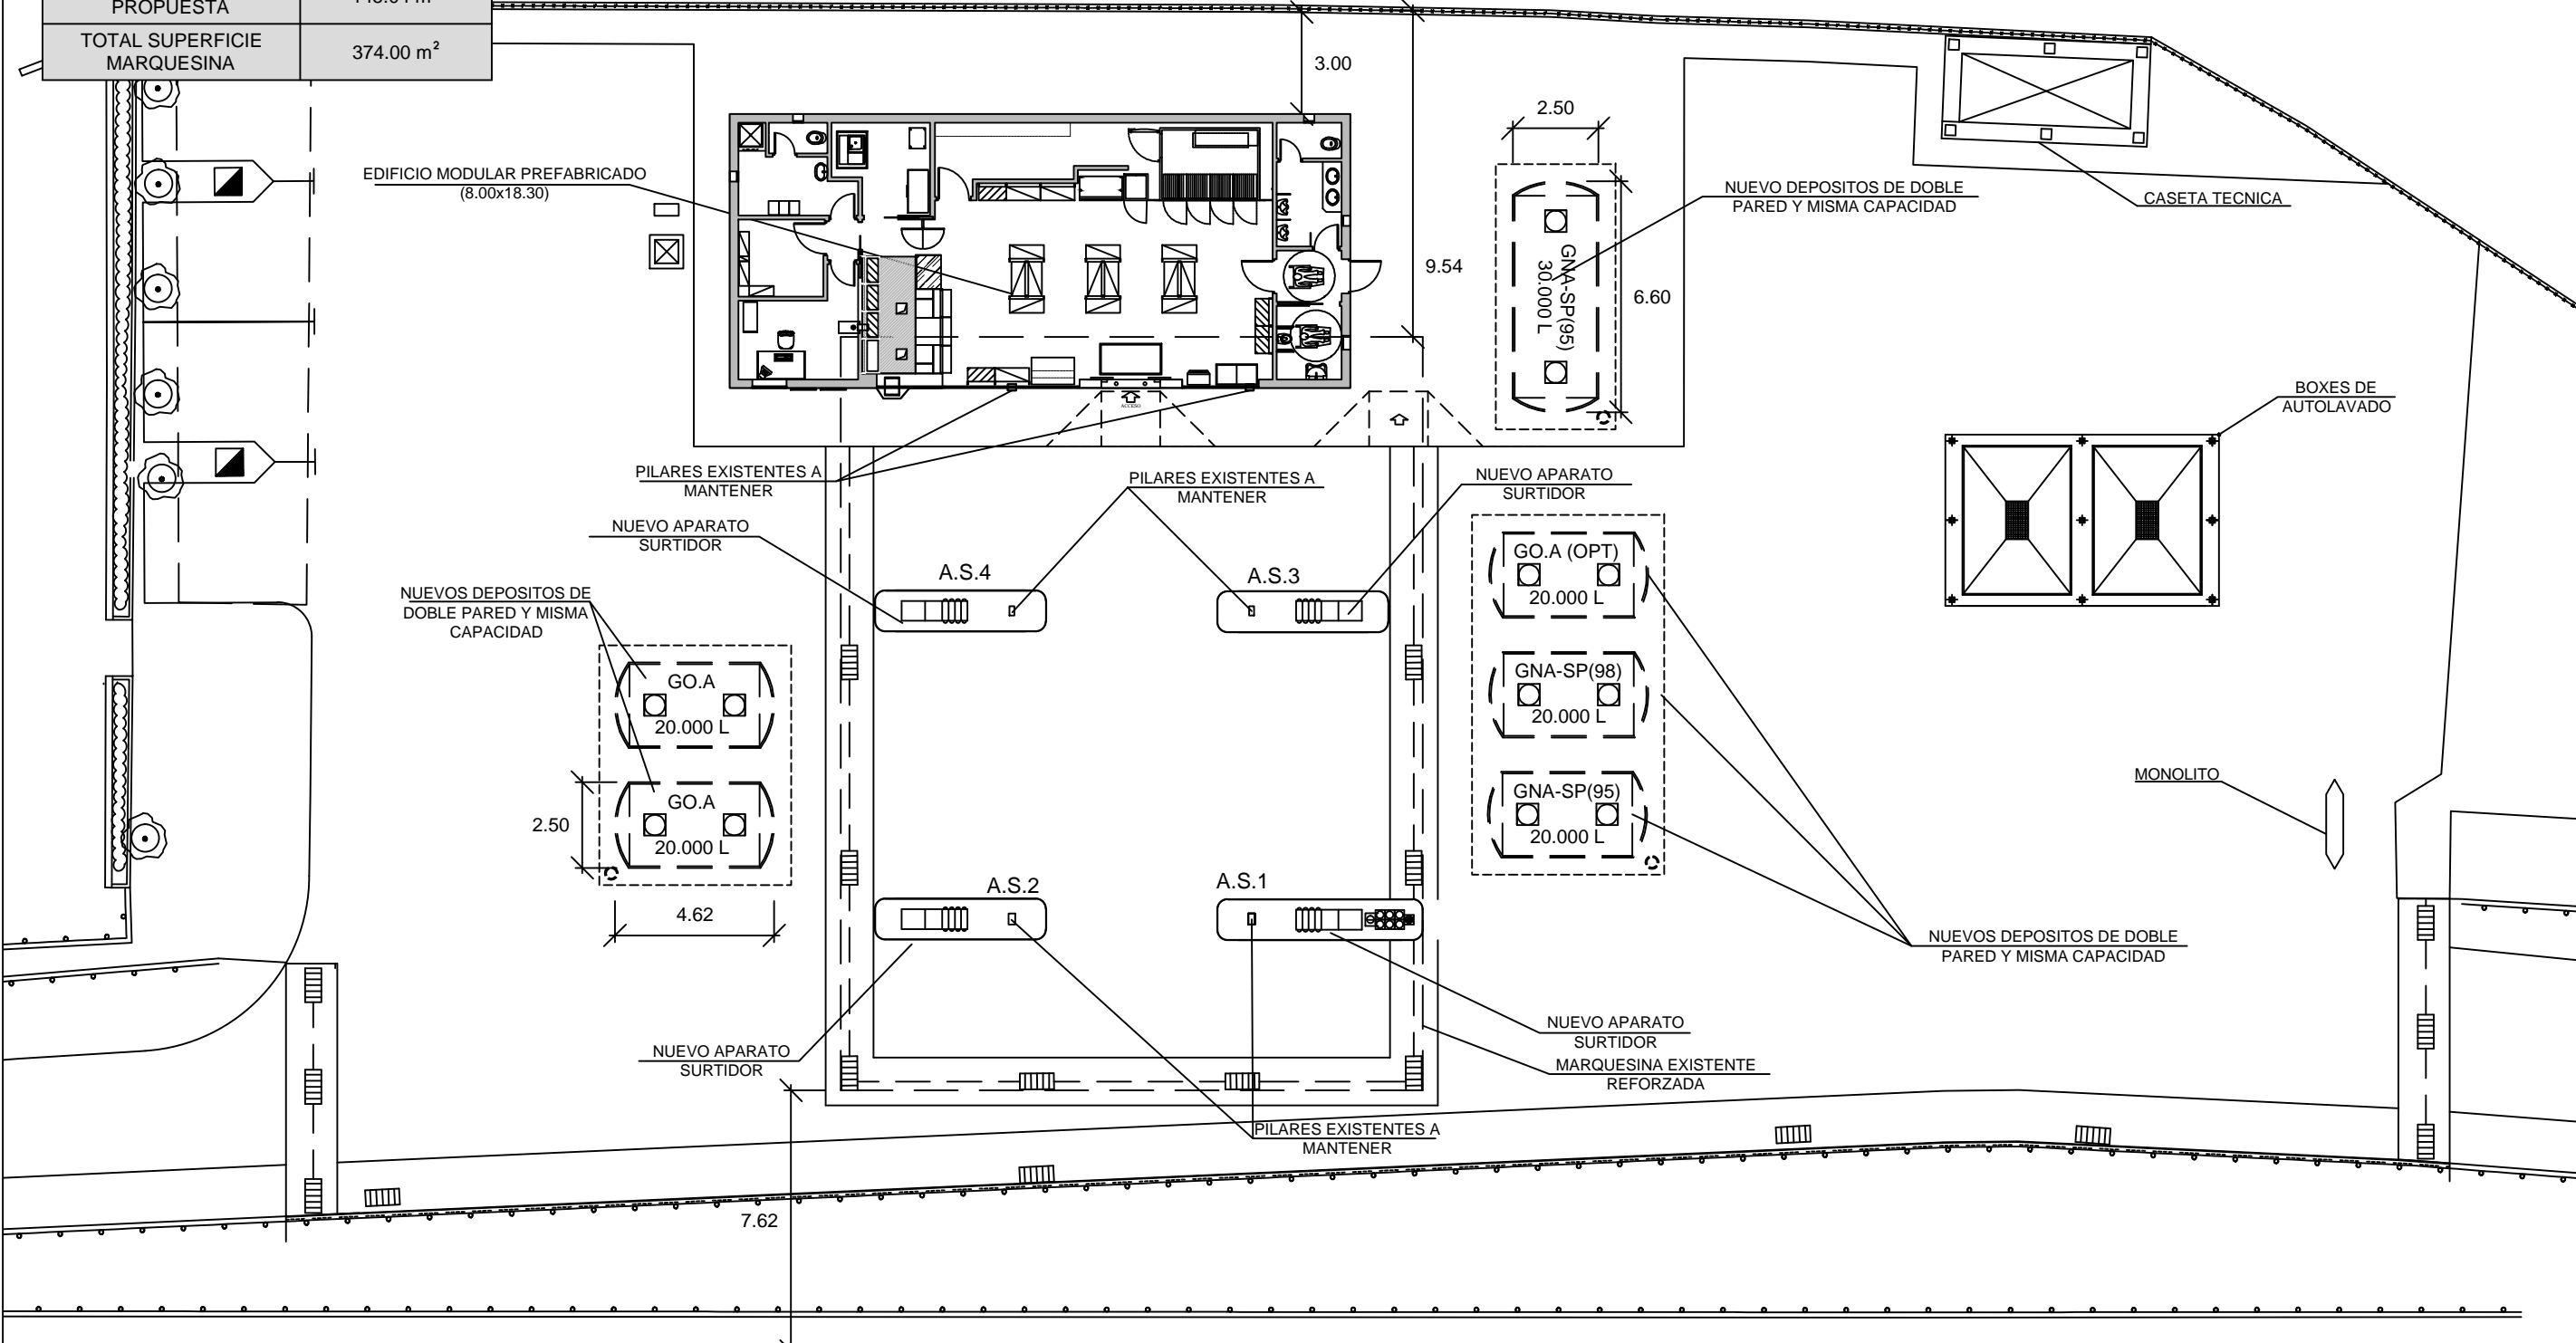 PROPUESTA
TOTAL SUPERFICIE
MARQUESINA
374.00 m²
3.00
2.50
EDIFICIO MODULAR PREFABRICADO
(8.00x18.30)
NUEVO DEPOSITOS DE DOBLE
PARED Y MISMA CAPACIDAD
CASETA TECNICA
GNA-SP(95)
30.000 L
9.54
6.60
ACCESO
BOXES DE
AUTOLAVADO
PILARES EXISTENTES A
MANTENER
PILARES EXISTENTES A
MANTENER
NUEVO APARATO
SURTIDOR
NUEVO APARATO
SURTIDOR
A.S.4
A.S.3
GO.A (OPT)
20.000 L
NUEVOS DEPOSITOS DE
DOBLE PARED Y MISMA
CAPACIDAD
GO.A
20.000 L
GNA-SP(98)
20.000 L
GO.A
20.000 L
2.50
4.62
GNA-SP(95)
20.000 L
MONOLITO
A.S.2
A.S.1
NUEVOS DEPOSITOS DE DOBLE
PARED Y MISMA CAPACIDAD
NUEVO APARATO
SURTIDOR
NUEVO APARATO
SURTIDOR
MARQUESINA EXISTENTE
REFORZADA
PILARES EXISTENTES A
MANTENER
7.62